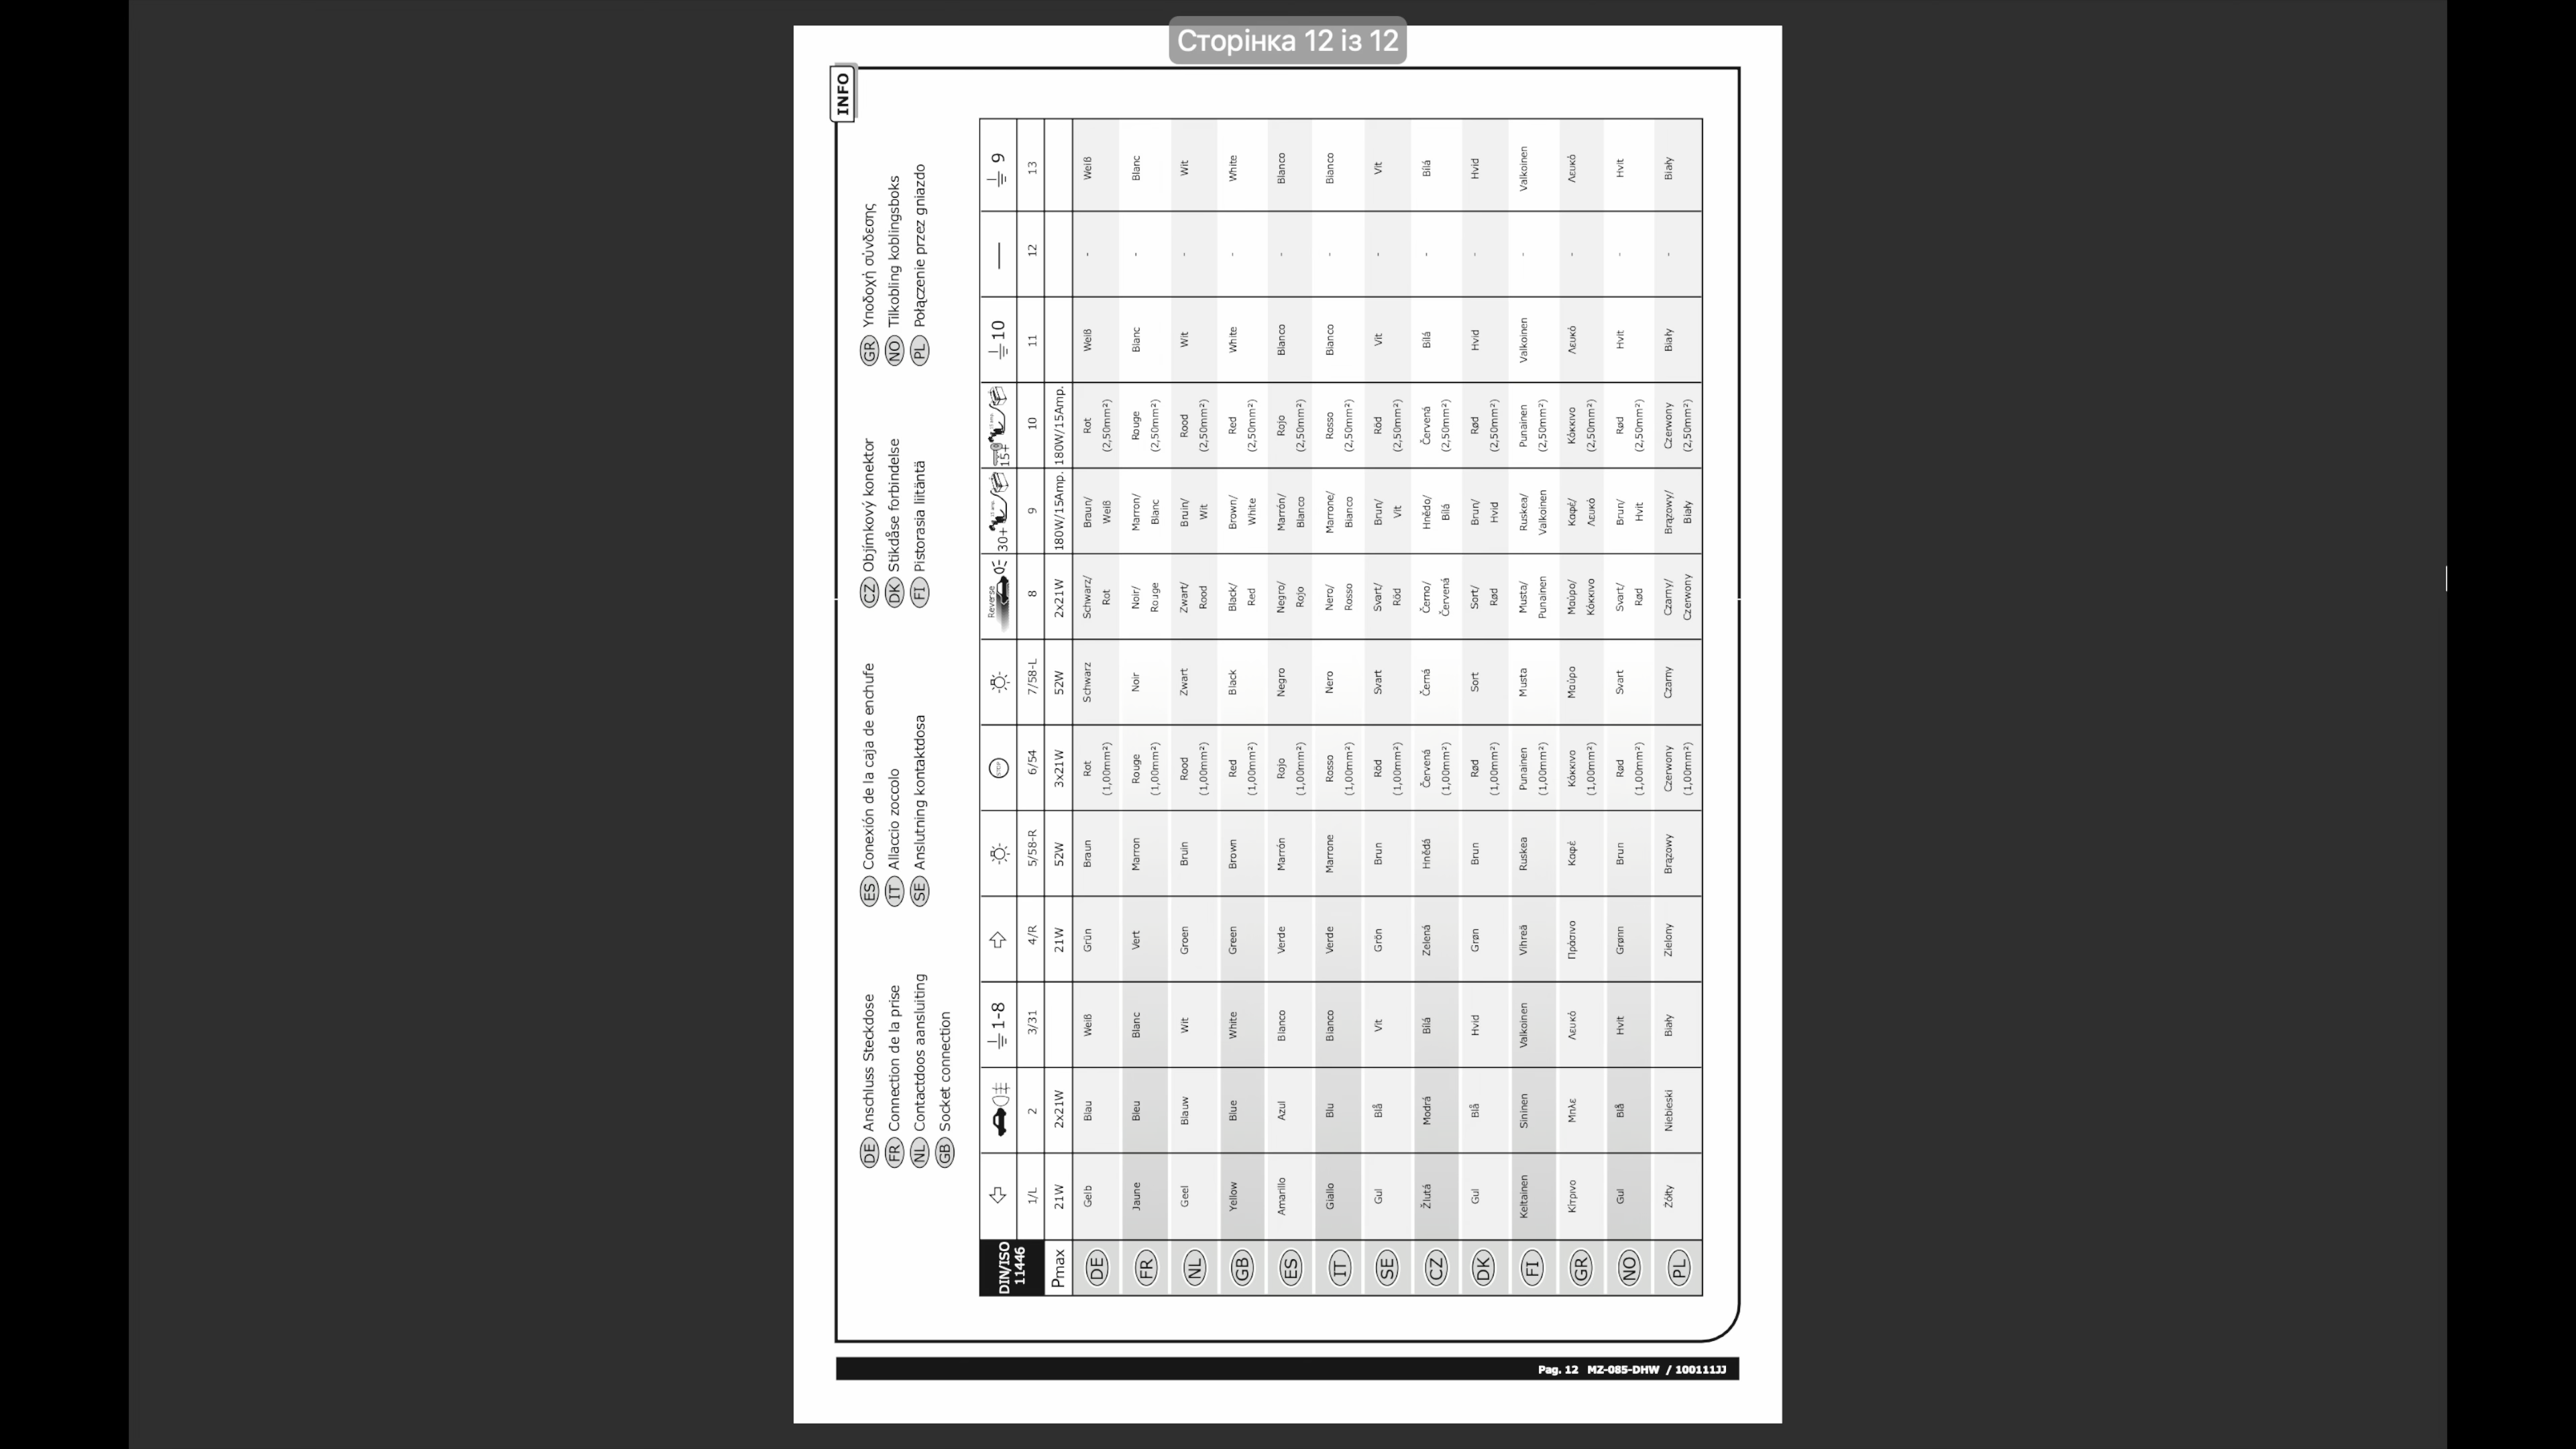 Сторінка 12 із 12
INFO
DE Anschluss Steckdose
FR Connection de la prise
NL Contactdoos aansluiting
GB Socket connection
ES Conexión de la caja de enchufe
IT Allaccio zoccolo
SE Anslutning kontaktdosa
CZ Objímkový konektor
DK Stikdåse forbindelse
FI Pistorasia liitäntä
GR Υποδοχή σύνδεσης
NO Tilkobling koblingsboks
PL Połączenie przez gniazdo
DIN/ISO 11446 1-8 Reverse 30+ 15+ 10 9
1/L 2 3/31 4/R 5/58-R 6/54 7/58-L 8 9 10 11 12 13
Pmax 21W 2x21W 21W 52W 3x21W 52W 2x21W 180W/15Amp. 180W/15Amp.
DE Gelb Blau Weiß Grün Braun Rot (1,00mm²) Schwarz Schwarz/ Rot Braun/ Weiß Rot (2,50mm²) Weiß - Weiß
FR Jaune Bleu Blanc Vert Marron Rouge (1,00mm²) Noir Noir/ Rouge Marron/ Blanc Rouge (2,50mm²) Blanc - Blanc
NL Geel Blauw Wit Groen Bruin Rood (1,00mm²) Zwart Zwart/ Rood Bruin/ Wit Rood (2,50mm²) Wit - Wit
GB Yellow Blue White Green Brown Red (1,00mm²) Black Black/ Red Brown/ White Red (2,50mm²) White - White
ES Amarillo Azul Blanco Verde Marrón Rojo (1,00mm²) Negro Negro/ Rojo Marrón/ Blanco Rojo (2,50mm²) Blanco - Blanco
IT Giallo Blu Bianco Verde Marrone Rosso (1,00mm²) Nero Nero/ Rosso Marrone/ Bianco Rosso (2,50mm²) Bianco - Bianco
SE Gul Blå Vit Grön Brun Röd (1,00mm²) Svart Svart/ Röd Brun/ Vit Röd (2,50mm²) Vit - Vit
CZ Žlutá Modrá Bílá Zelená Hnědá Červená (1,00mm²) Černá Černo/ Červená Hnědo/ Bílá Červená (2,50mm²) Bílá - Bílá
DK Gul Blå Hvid Grøn Brun Rød (1,00mm²) Sort Sort/ Rød Brun/ Hvid Rød (2,50mm²) Hvid - Hvid
FI Keltainen Sininen Valkoinen Vihreä Ruskea Punainen (1,00mm²) Musta Musta/ Punainen Ruskea/ Valkoinen Punainen (2,50mm²) Valkoinen - Valkoinen
GR Κίτρινο Μπλε Λευκό Πράσινο Καφέ Κόκκινο (1,00mm²) Μαύρο Μαύρο/ Κόκκινο Καφέ/ Λευκό Κόκκινο (2,50mm²) Λευκό - Λευκό
NO Gul Blå Hvit Grønn Brun Rød (1,00mm²) Svart Svart/ Rød Brun/ Hvit Rød (2,50mm²) Hvit - Hvit
PL Żółty Niebieski Biały Zielony Brązowy Czerwony (1,00mm²) Czarny Czarny/ Czerwony Brązowy/ Biały Czerwony (2,50mm²) Biały - Biały
Pag. 12 MZ-085-DHW / 100111JJ